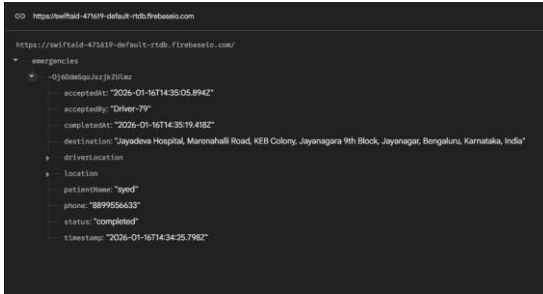 https://swiftaid-471619-default-rtdb.firebaseio.com
https://swiftaid-471619-default-rtdb.firebaseio.com/
emergencies
-Oj6Ddm5qoJszjkZUlmz
acceptedAt: "2026-01-16T14:35:05.894Z"
acceptedBy: "Driver-79"
completedAt: "2026-01-16T14:35:19.418Z"
destination: "Jayadeva Hospital, Marenahalli Road, KEB Colony, Jayanagara 9th Block, Jayanagar, Bengaluru, Karnataka, India"
driverLocation
location
patientName: "syed"
phone: "8899556633"
status: "completed"
timestamp: "2026-01-16T14:34:25.798Z"